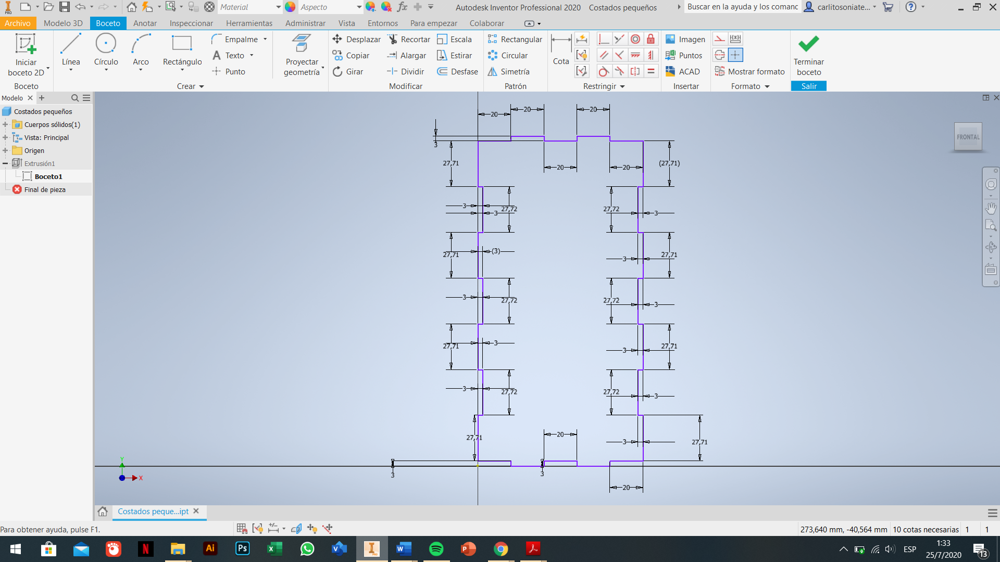 Material
Aspecto
Autodesk Inventor Professional 2020 Costados pequeños
Buscar en la ayuda y los comanc
carlitosoniate...
PRO
Archivo Modelo 3D Boceto Anotar Inspeccionar Herramientas Administrar Vista Entornos Para empezar Colaborar
Iniciar boceto 2D
Línea
Círculo
Arco
Rectángulo
Empalme
Texto
Punto
Proyectar geometría
Desplazar
Copiar
Girar
Recortar
Alargar
Dividir
Escala
Estirar
Desfase
Rectangular
Circular
Simetría
Cota
Imagen
Puntos
ACAD
Mostrar formato
Terminar boceto
Boceto Crear Modificar Patrón Restringir Insertar Formato Salir
Modelo
Costados pequeños
Cuerpos sólidos(1)
Vista: Principal
Origen
Extrusión1
Boceto1
Final de pieza
FRONTAL
20 20 20
3
27,71 20 20 (27,71)
3 27,72 27,72 3
3
27,71 (3) 3 27,71
3 27,72 27,72 3
27,71 3 3 27,71
3 27,72 27,72 3
27,71 20 3 27,71
3 3
20
Y
X
Costados peque...ipt
Para obtener ayuda, pulse F1.
273,640 mm, -40,564 mm 10 cotas necesarias 1 1
N
Ai
Ps
I
PRO
ESP
1:33
25/7/2020
13